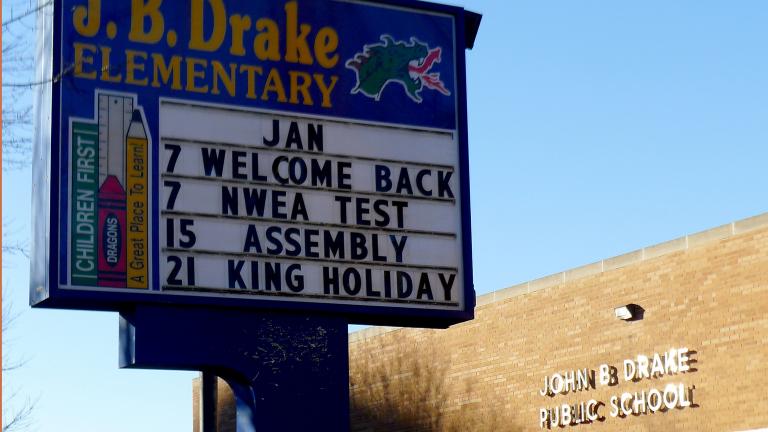 J.B. Drake
ELEMENTARY
JAN
7 WELCOME BACK
7 NWEA TEST
15 ASSEMBLY
21 KING HOLIDAY
CHILDREN FIRST
DRAGONS
A Great Place To Learn!
JOHN B DRAKE
PUBLIC SCHOOL